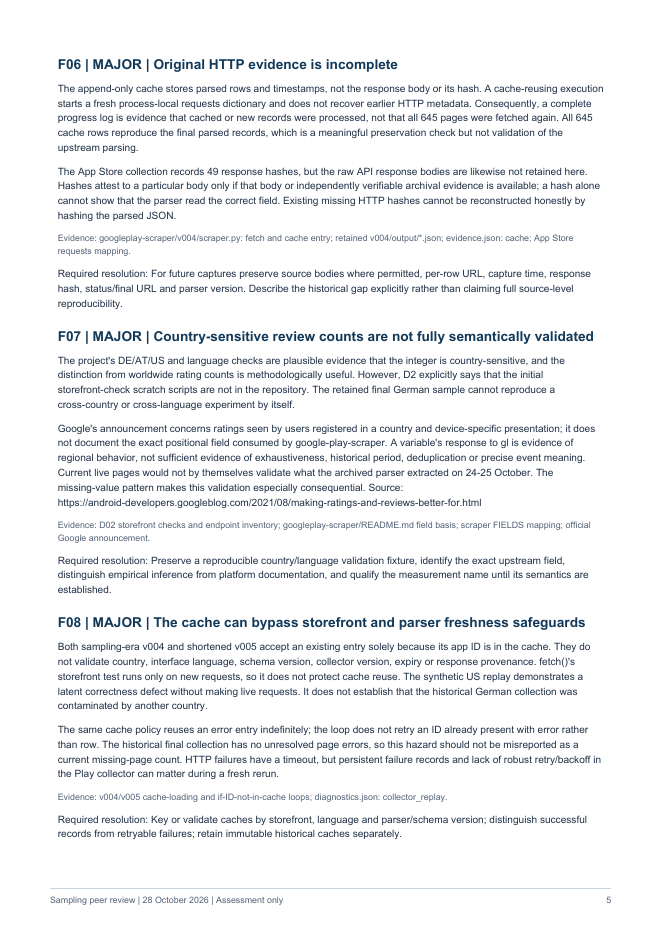 F06 | MAJOR | Original HTTP evidence is incomplete
The append-only cache stores parsed rows and timestamps, not the response body or its hash. A cache-reusing execution
starts a fresh process-local requests dictionary and does not recover earlier HTTP metadata. Consequently, a complete
progress log is evidence that cached or new records were processed, not that all 645 pages were fetched again. All 645
cache rows reproduce the final parsed records, which is a meaningful preservation check but not validation of the
upstream parsing.
The App Store collection records 49 response hashes, but the raw API response bodies are likewise not retained here.
Hashes attest to a particular body only if that body or independently verifiable archival evidence is available; a hash alone
cannot show that the parser read the correct field. Existing missing HTTP hashes cannot be reconstructed honestly by
hashing the parsed JSON.
Evidence: googleplay-scraper/v004/scraper.py: fetch and cache entry; retained v004/output/*.json; evidence.json: cache; App Store
requests mapping.
Required resolution: For future captures preserve source bodies where permitted, per-row URL, capture time, response
hash, status/final URL and parser version. Describe the historical gap explicitly rather than claiming full source-level
reproducibility.
F07 | MAJOR | Country-sensitive review counts are not fully semantically validated
The project's DE/AT/US and language checks are plausible evidence that the integer is country-sensitive, and the
distinction from worldwide rating counts is methodologically useful. However, D2 explicitly says that the initial
storefront-check scratch scripts are not in the repository. The retained final German sample cannot reproduce a
cross-country or cross-language experiment by itself.
Google's announcement concerns ratings seen by users registered in a country and device-specific presentation; it does
not document the exact positional field consumed by google-play-scraper. A variable's response to gl is evidence of
regional behavior, not sufficient evidence of exhaustiveness, historical period, deduplication or precise event meaning.
Current live pages would not by themselves validate what the archived parser extracted on 24-25 October. The
missing-value pattern makes this validation especially consequential. Source:
https://android-developers.googleblog.com/2021/08/making-ratings-and-reviews-better-for.html
Evidence: D02 storefront checks and endpoint inventory; googleplay-scraper/README.md field basis; scraper FIELDS mapping; official
Google announcement.
Required resolution: Preserve a reproducible country/language validation fixture, identify the exact upstream field,
distinguish empirical inference from platform documentation, and qualify the measurement name until its semantics are
established.
F08 | MAJOR | The cache can bypass storefront and parser freshness safeguards
Both sampling-era v004 and shortened v005 accept an existing entry solely because its app ID is in the cache. They do
not validate country, interface language, schema version, collector version, expiry or response provenance. fetch()'s
storefront test runs only on new requests, so it does not protect cache reuse. The synthetic US replay demonstrates a
latent correctness defect without making live requests. It does not establish that the historical German collection was
contaminated by another country.
The same cache policy reuses an error entry indefinitely; the loop does not retry an ID already present with error rather
than row. The historical final collection has no unresolved page errors, so this hazard should not be misreported as a
current missing-page count. HTTP failures have a timeout, but persistent failure records and lack of robust retry/backoff in
the Play collector can matter during a fresh rerun.
Evidence: v004/v005 cache-loading and if-ID-not-in-cache loops; diagnostics.json: collector_replay.
Required resolution: Key or validate caches by storefront, language and parser/schema version; distinguish successful
records from retryable failures; retain immutable historical caches separately.
Sampling peer review | 28 October 2026 | Assessment only
5